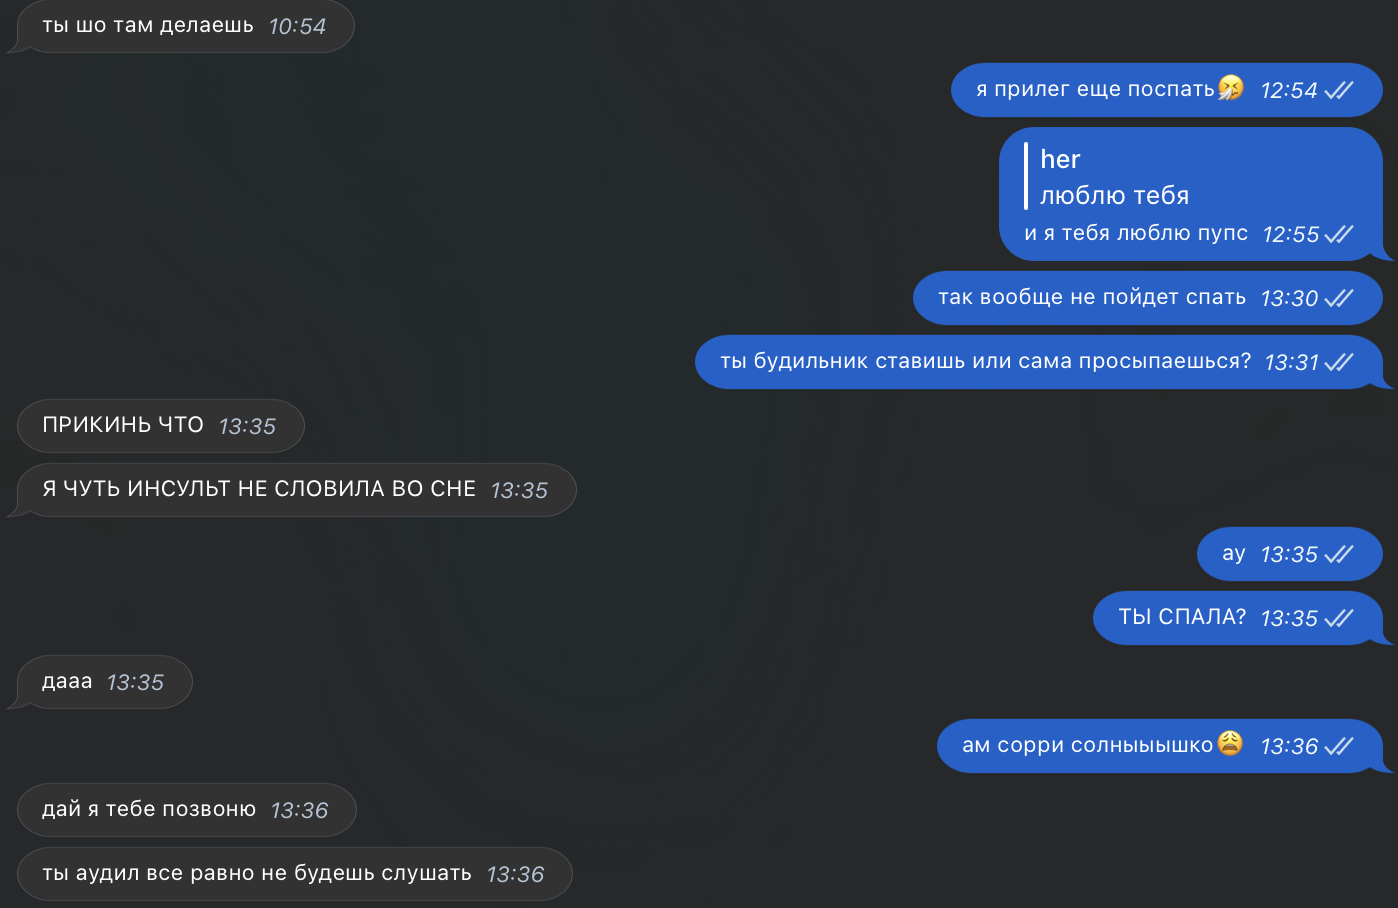 ты шо там делаешь 10:54
я прилег еще поспать🤧 12:54
her
люблю тебя
и я тебя люблю пупс 12:55
так вообще не пойдет спать 13:30
ты будильник ставишь или сама просыпаешься? 13:31
ПРИКИНЬ ЧТО 13:35
Я ЧУТЬ ИНСУЛЬТ НЕ СЛОВИЛА ВО СНЕ 13:35
ау 13:35
ТЫ СПАЛА? 13:35
дааа 13:35
ам сорри солныыышко😩 13:36
дай я тебе позвоню 13:36
ты аудил все равно не будешь слушать 13:36